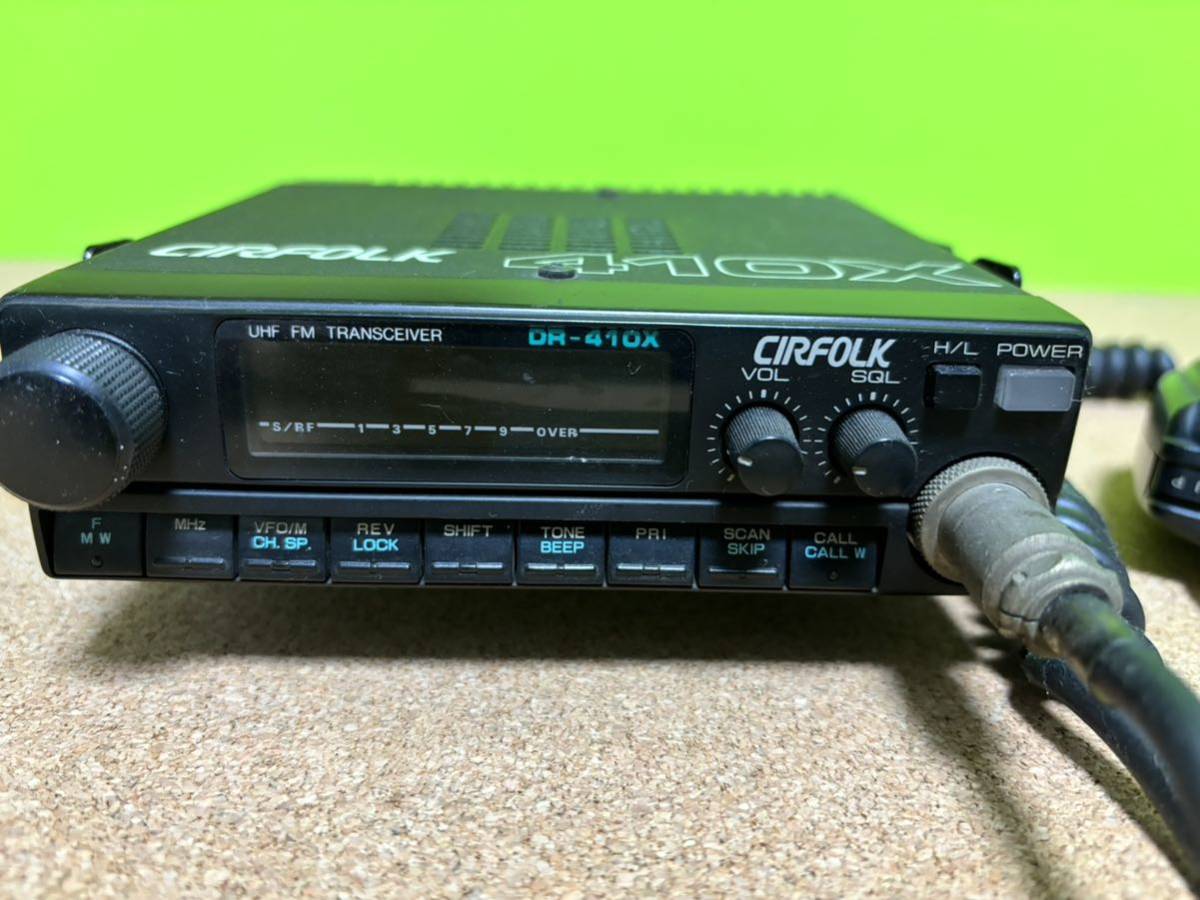 CIRFOLK 410X
UHF FM TRANSCEIVER DR-410X
CIRFOLK
H/L POWER
VOL SQL
S/RF 1 3 5 7 9 OVER
F MHz VFO/M REV SHIFT TONE PRI SCAN CALL
M W CH. SP. LOCK BEEP SKIP CALL W